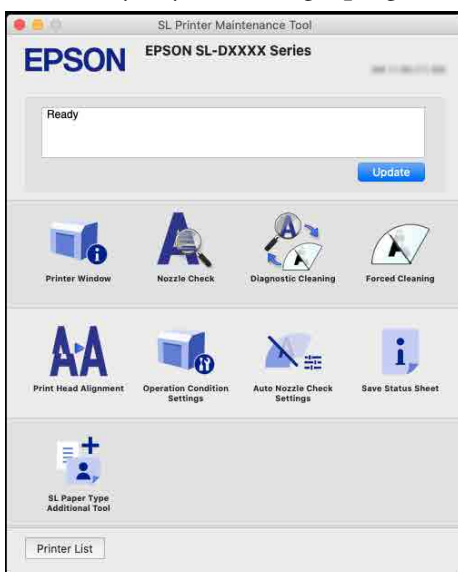 SL Printer Maintenance Tool
EPSON
EPSON SL-DXXXX Series
Ready
Update
Printer Window
Nozzle Check
Diagnostic Cleaning
Forced Cleaning
Print Head Alignment
Operation Condition
Settings
Auto Nozzle Check
Settings
Save Status Sheet
SL Paper Type
Additional Tool
Printer List